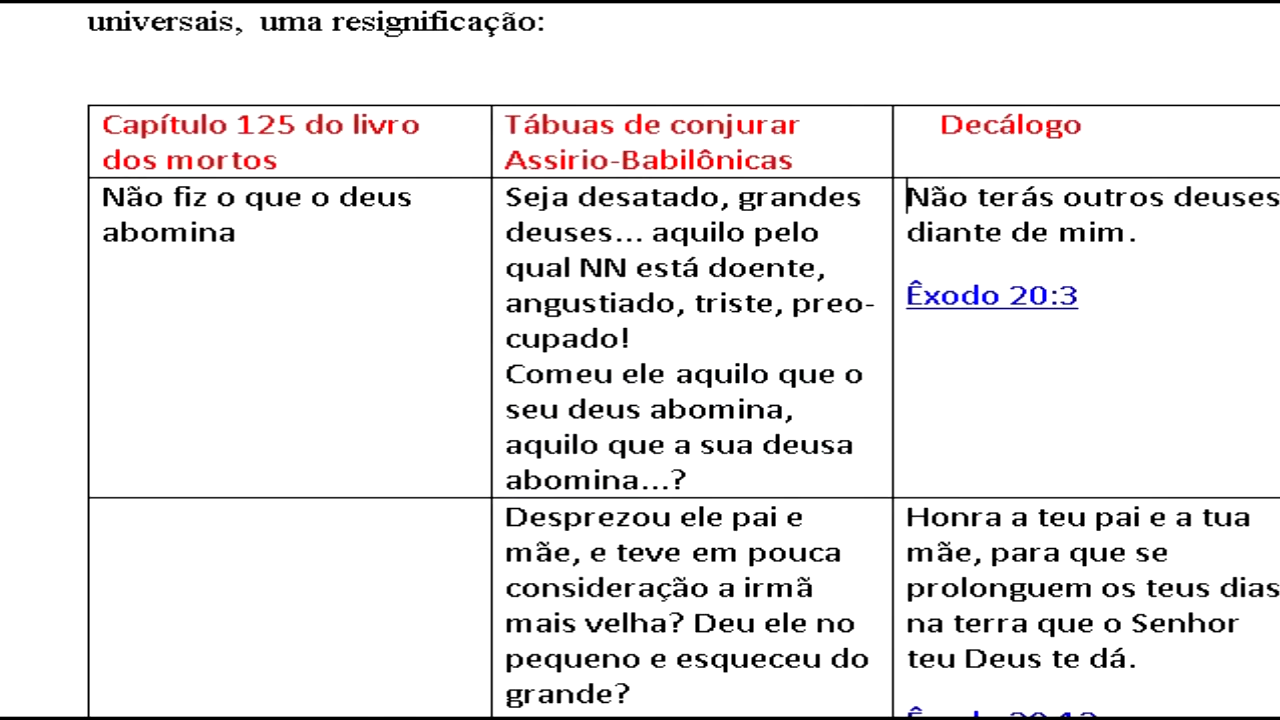 universais, uma resignificação:
Capítulo 125 do livro
dos mortos
Tábuas de conjurar
Assirio-Babilônicas
Decálogo
Não fiz o que o deus
abomina
Seja desatado, grandes
deuses... aquilo pelo
qual NN está doente,
angustiado, triste, preo-
cupado!
Comeu ele aquilo que o
seu deus abomina,
aquilo que a sua deusa
abomina...?
Não terás outros deuses
diante de mim.
Êxodo 20:3
Desprezou ele pai e
mãe, e teve em pouca
consideração a irmã
mais velha? Deu ele no
pequeno e esqueceu do
grande?
Honra a teu pai e a tua
mãe, para que se
prolonguem os teus dias
na terra que o Senhor
teu Deus te dá.